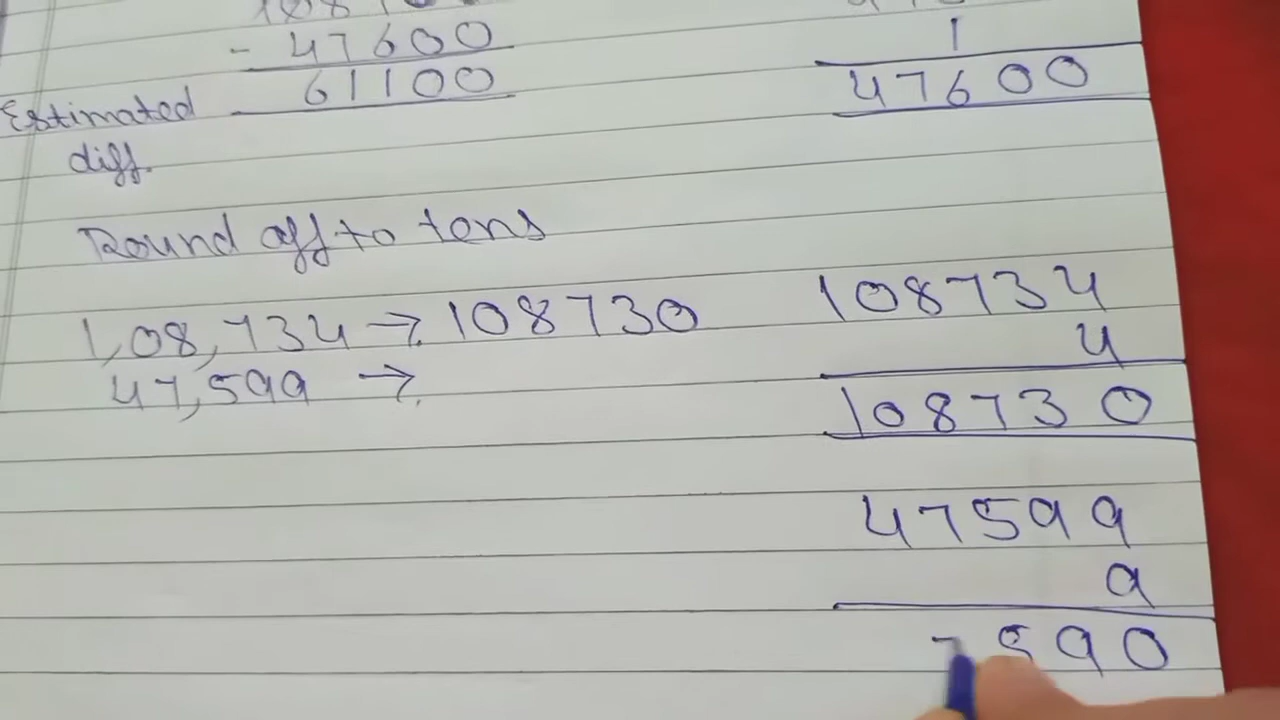 - 47600
61100
Estimated
diff.
1
47600
Round off to tens
1,08,734 → 108730
47,599 →
108734
4
108730
47599
9
7590